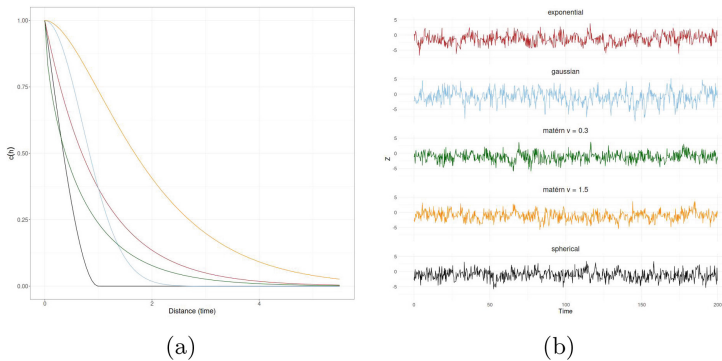 1.00
0.75
0.50
0.25
0.00
c(h)
0
2
4
Distance (time)
(a)
exponential
5
0
-5
gaussian
5
0
-5
matérn ν = 0.3
5
0
-5
Z
matérn ν = 1.5
5
0
-5
spherical
5
0
-5
0
50
100
150
200
Time
(b)